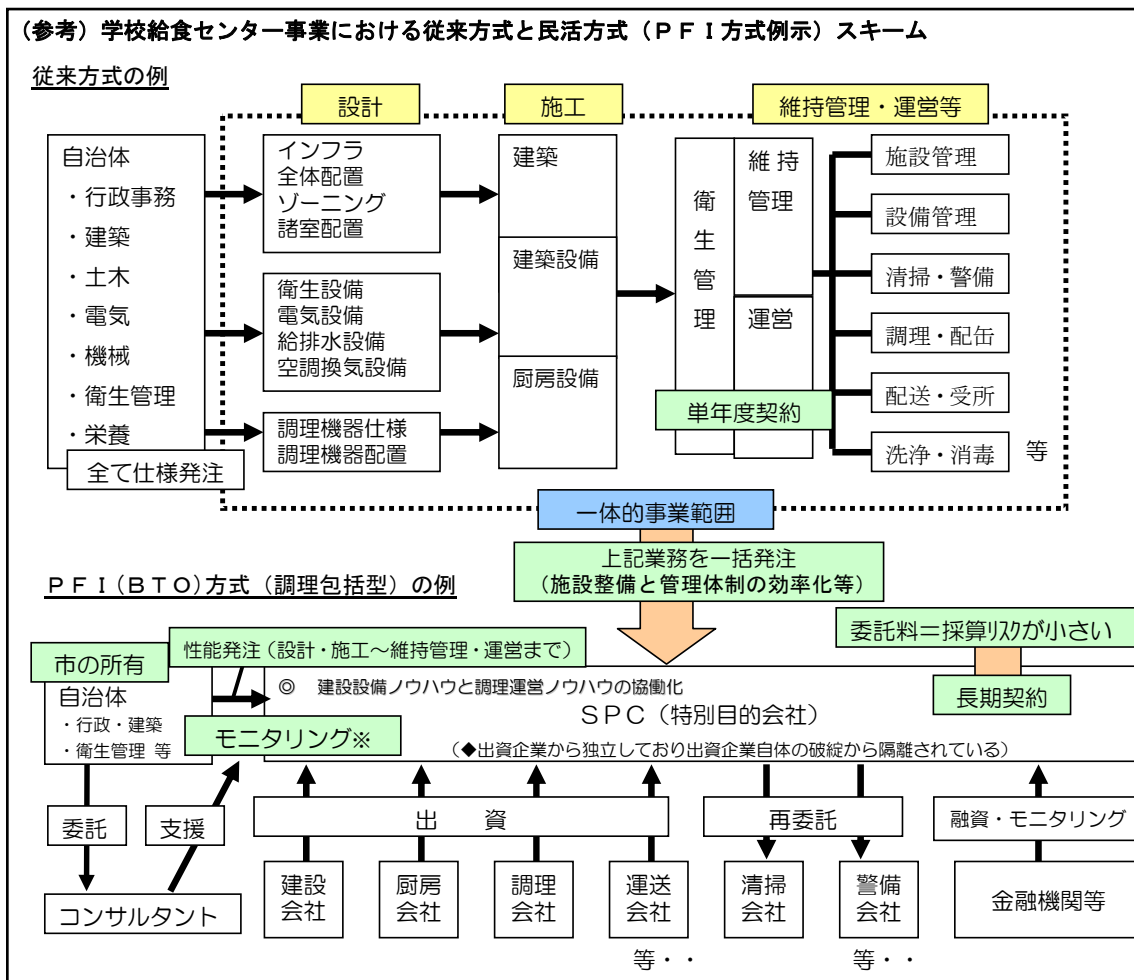 （参考）学校給食センター事業における従来方式と民活方式（ＰＦＩ方式例示）スキーム
従来方式の例
設計
施工
維持管理・運営等
自治体
・行政事務
・建築
・土木
・電気
・機械
・衛生管理
・栄養
全て仕様発注
インフラ
全体配置
ゾーニング
諸室配置
衛生設備
電気設備
給排水設備
空調換気設備
調理機器仕様
調理機器配置
建築
建築設備
厨房設備
衛生管理
維持
管理
運営
単年度契約
施設管理
設備管理
清掃・警備
調理・配缶
配送・受所
洗浄・消毒
等
一体的事業範囲
上記業務を一括発注
（施設整備と管理体制の効率化等）
ＰＦＩ(ＢＴＯ)方式（調理包括型）の例
委託料＝採算ﾘｽｸが小さい
長期契約
性能発注（設計・施工～維持管理・運営まで）
市の所有
自治体
・行政・建築
・衛生管理 等
モニタリング※
◎　建設設備ノウハウと調理運営ノウハウの協働化
ＳＰＣ（特別目的会社）
（◆出資企業から独立しており出資企業自体の破綻から隔離されている）
委託
支援
出　資
再委託
融資・モニタリング
コンサルタント
建設
会社
厨房
会社
調理
会社
運送
会社
清掃
会社
警備
会社
金融機関等
等・・
等・・